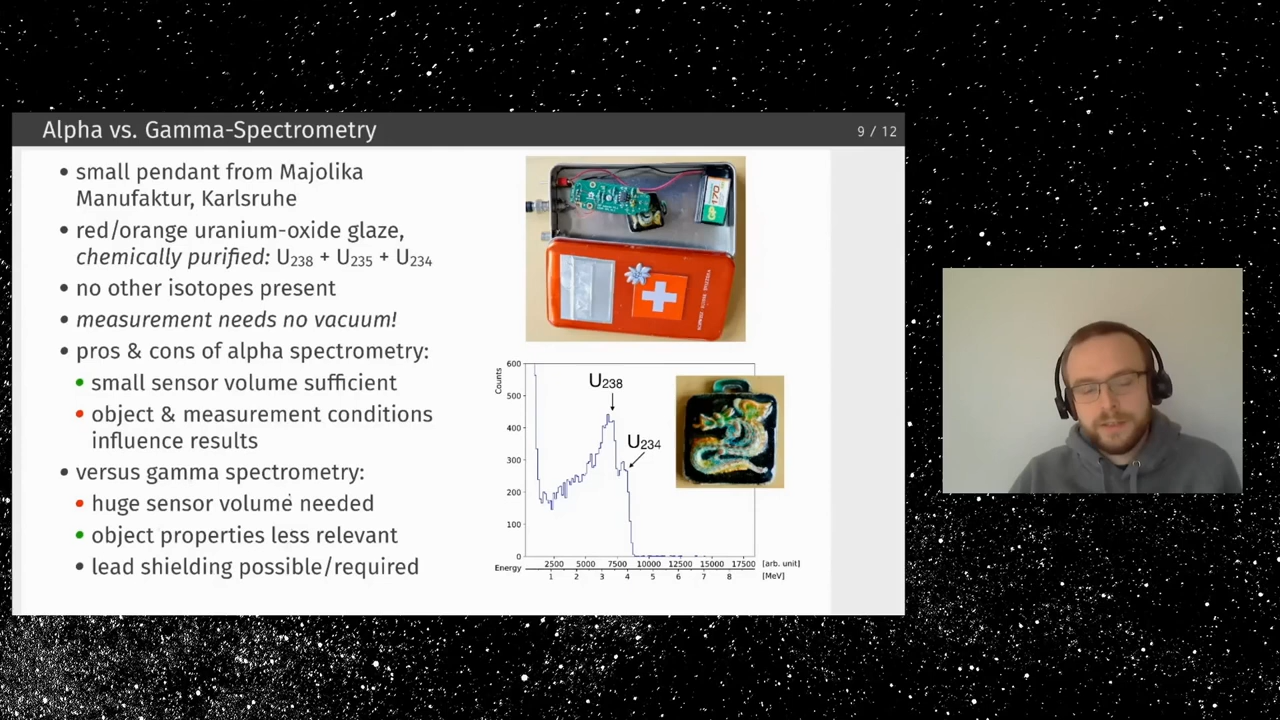 Alpha vs. Gamma-Spectrometry
9 / 12
• small pendant from Majolika
Manufaktur, Karlsruhe
• red/orange uranium-oxide glaze,
chemically purified: U₂₃₈ + U₂₃₅ + U₂₃₄
• no other isotopes present
• measurement needs no vacuum!
• pros & cons of alpha spectrometry:
• small sensor volume sufficient
• object & measurement conditions
influence results
• versus gamma spectrometry:
• huge sensor volume needed
• object properties less relevant
• lead shielding possible/required
GP 170
Counts
600
500
400
300
200
100
0
U₂₃₈
U₂₃₄
2500 5000 7500 10000 12500 15000 17500 [arb. unit]
Energy
1 2 3 4 5 6 7 8 [MeV]